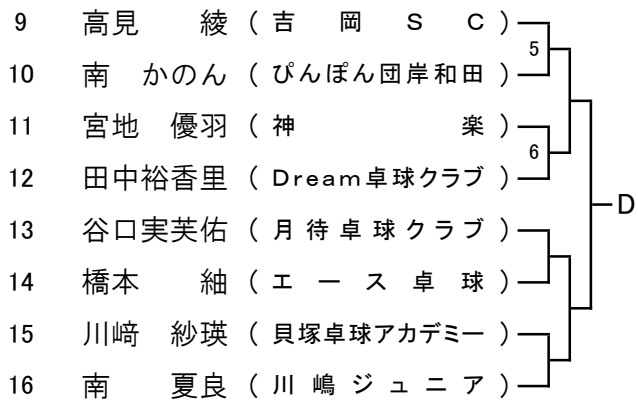 9 高見 綾 (吉岡SC)
5
10 南 かのん (ぴんぽん団岸和田)
11 宮地 優羽 (神楽)
6
12 田中裕香里 (Dream卓球クラブ)
D
13 谷口実芙佑 (月待卓球クラブ)
14 橋本 紬 (エース卓球)
15 川﨑 紗瑛 (貝塚卓球アカデミー)
16 南 夏良 (川嶋ジュニア)